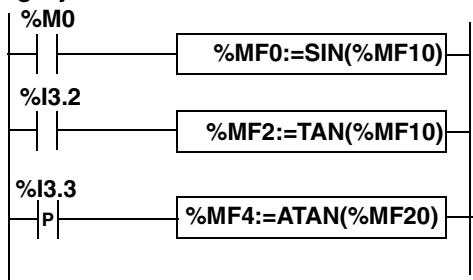 %M0
%MF0:=SIN(%MF10)
%I3.2
%MF2:=TAN(%MF10)
%I3.3
P
%MF4:=ATAN(%MF20)